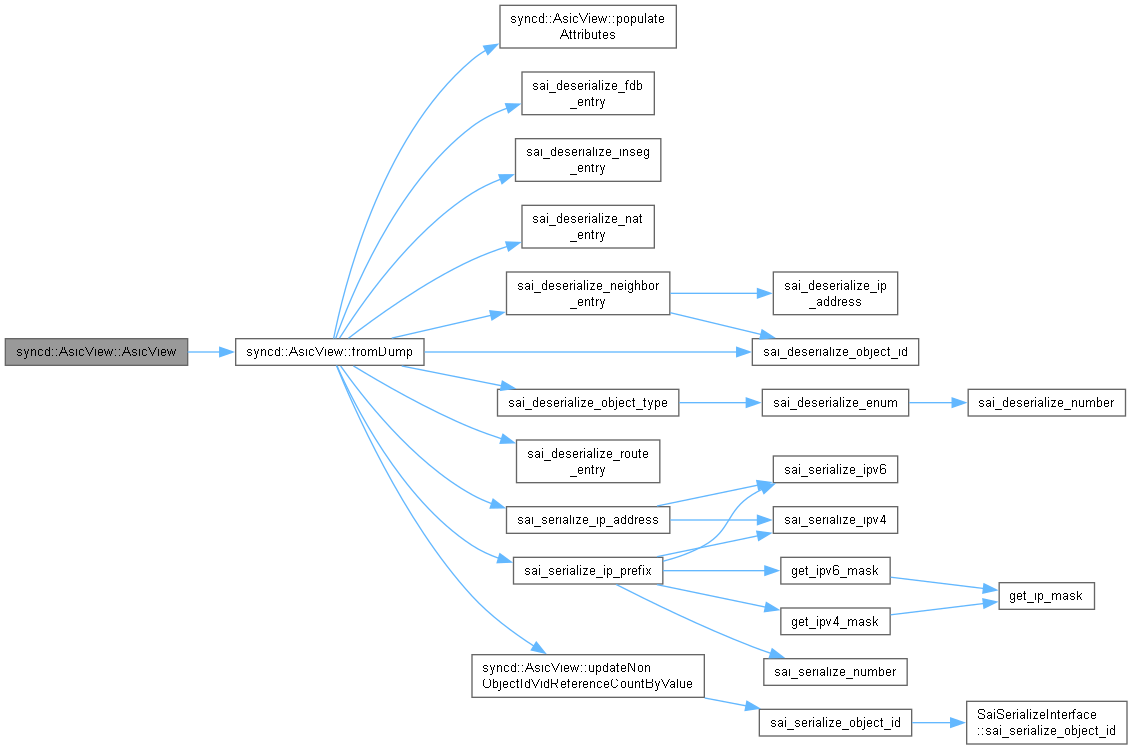 syncd::AsicView::populate
Attributes
sai_deserialize_fdb
_entry
sai_deserialize_inseg
_entry
sai_deserialize_nat
_entry
sai_deserialize_neighbor
_entry
sai_deserialize_ip
_address
syncd::AsicView::AsicView
syncd::AsicView::fromDump
sai_deserialize_object_id
sai_deserialize_object_type
sai_deserialize_enum
sai_deserialize_number
sai_deserialize_route
_entry
sai_serialize_ipv6
sai_serialize_ip_address
sai_serialize_ipv4
sai_serialize_ip_prefix
get_ipv6_mask
get_ip_mask
get_ipv4_mask
syncd::AsicView::updateNon
ObjectIdVidReferenceCountByValue
sai_serialize_number
sai_serialize_object_id
SaiSerializeInterface
::sai_serialize_object_id